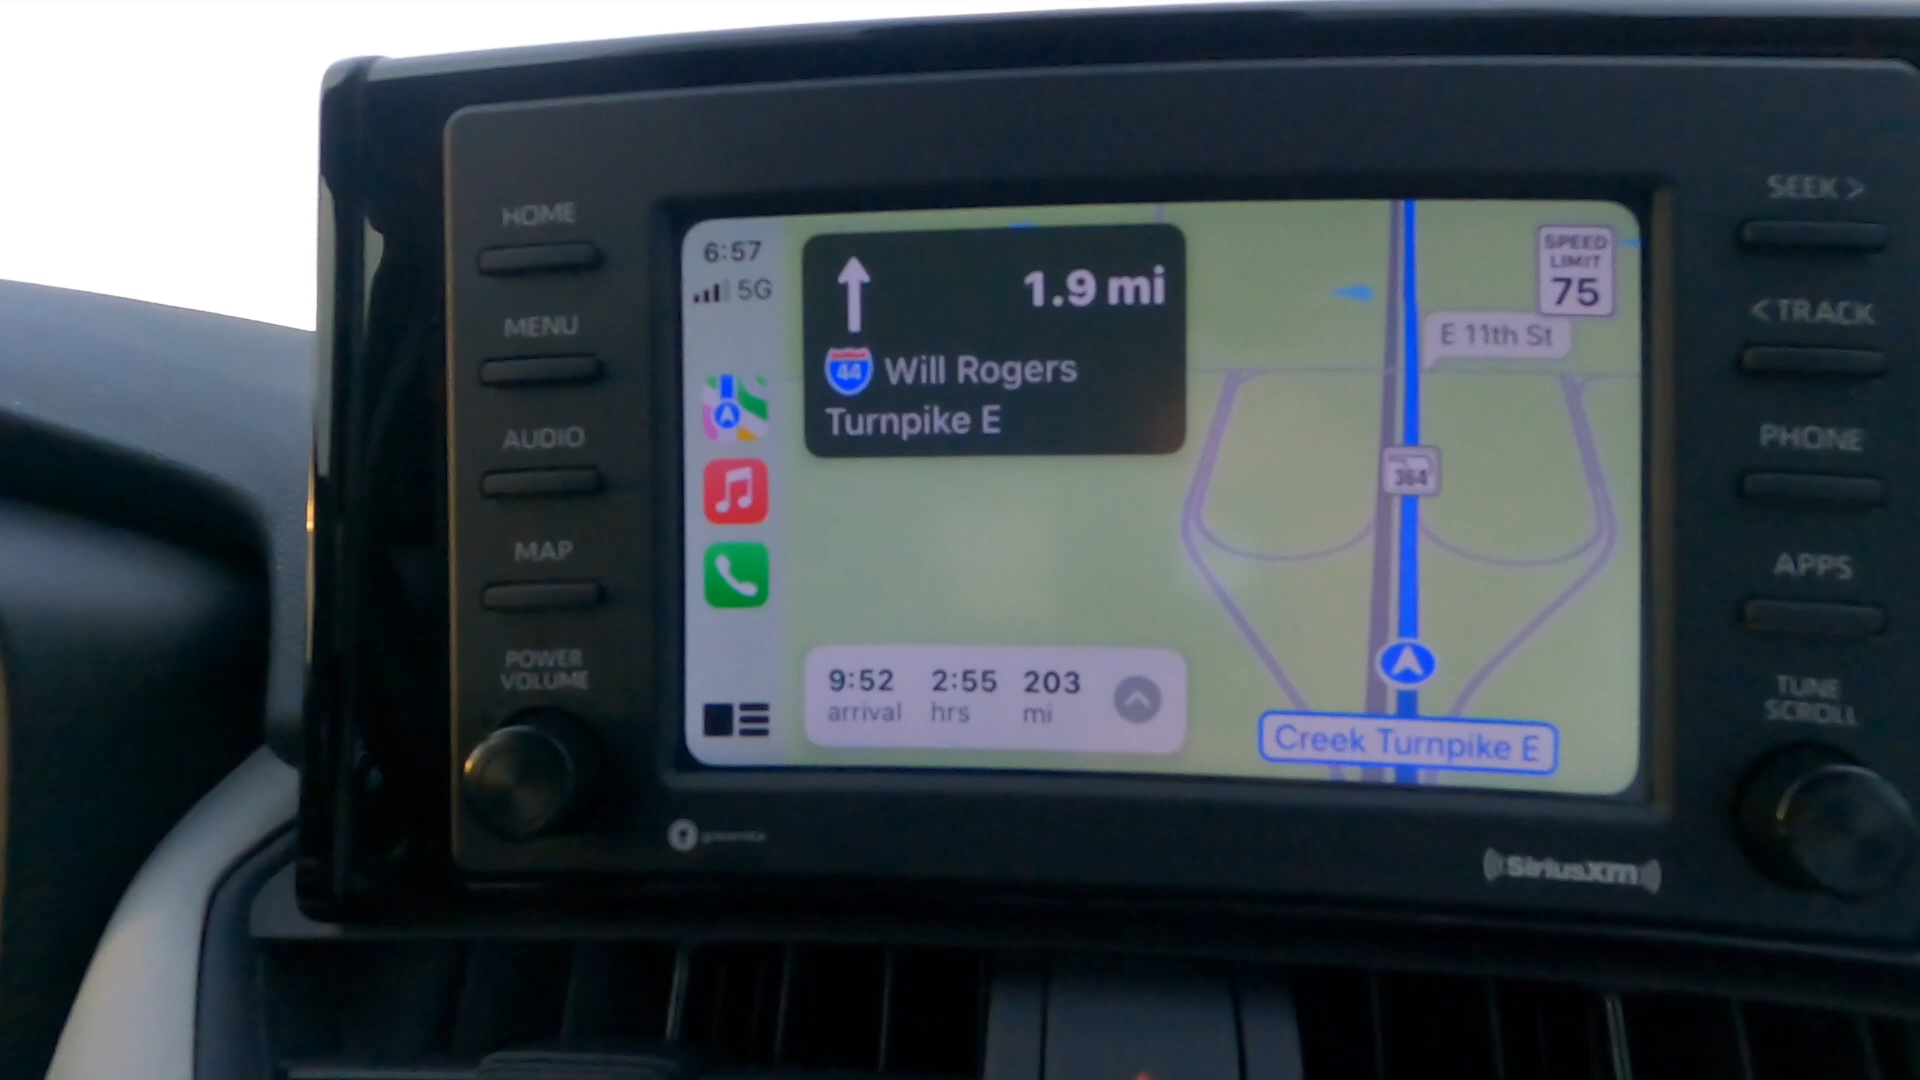 HOME
MENU
AUDIO
MAP
POWER
VOLUME
6:57
5G
1.9 mi
44 Will Rogers
Turnpike E
9:52 2:55 203
arrival hrs mi
SPEED
LIMIT
75
E 11th St
364
Creek Turnpike E
SEEK >
< TRACK
PHONE
APPS
TUNE
SCROLL
SiriusXM